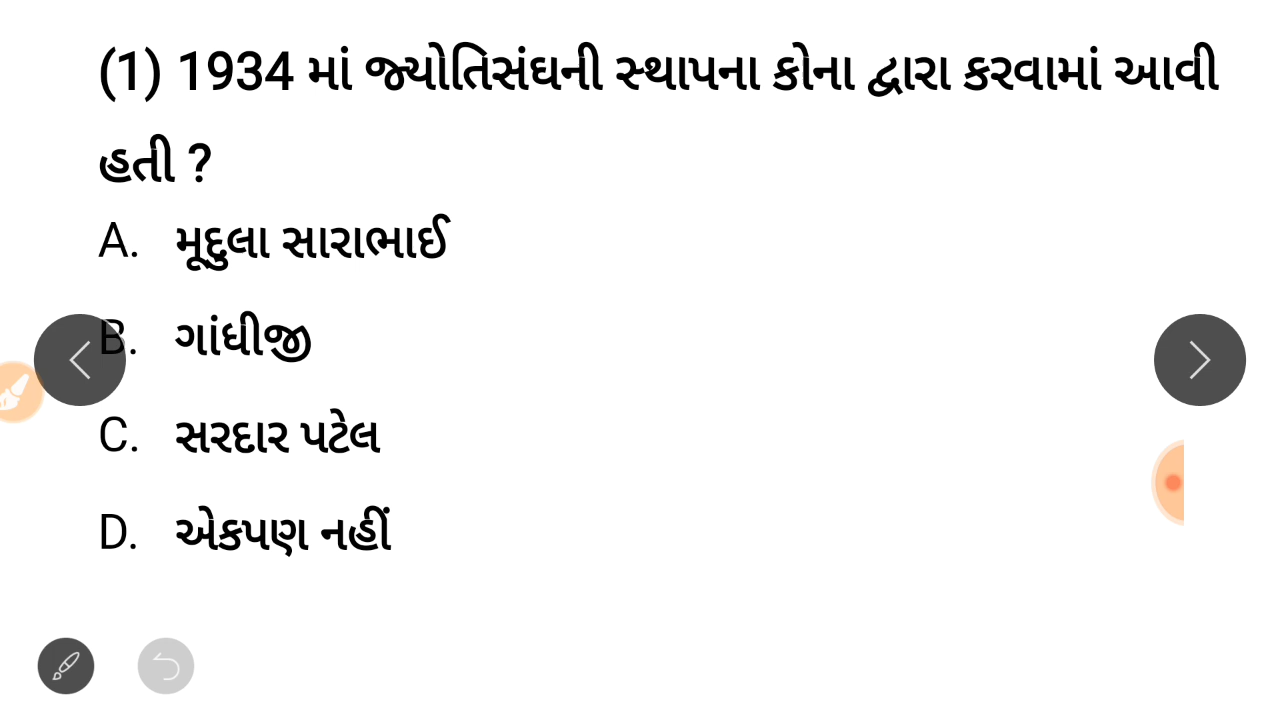 (1) 1934 માં જ્યોતિસંઘની સ્થાપના કોના દ્વારા કરવામાં આવી
હતી ?
A. મૂદુલા સારાભાઈ
B. ગાંધીજી
C. સરદાર પટેલ
D. એકપણ નહીં